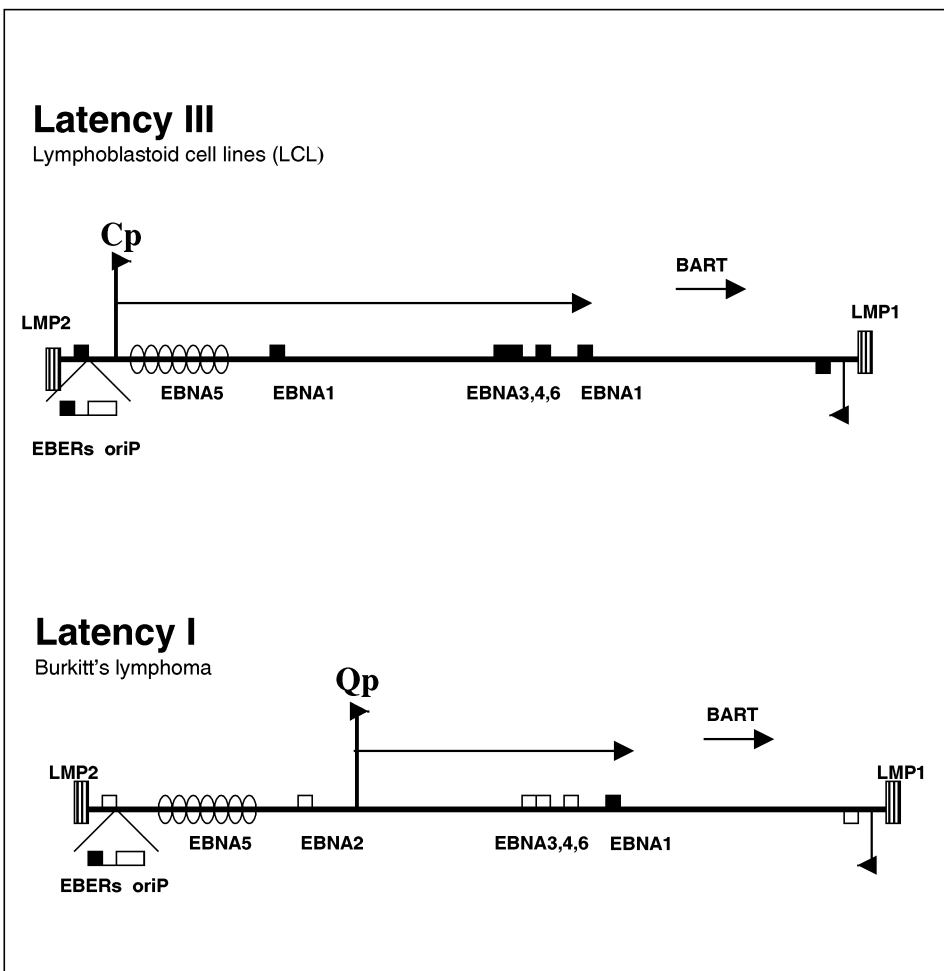 Latency III
Lymphoblastoid cell lines (LCL)
Cp
BART
LMP2
LMP1
EBNA5
EBNA1
EBNA3,4,6
EBNA1
EBERs oriP
Latency I
Burkitt's lymphoma
Qp
BART
LMP2
LMP1
EBNA5
EBNA2
EBNA3,4,6
EBNA1
EBERs oriP